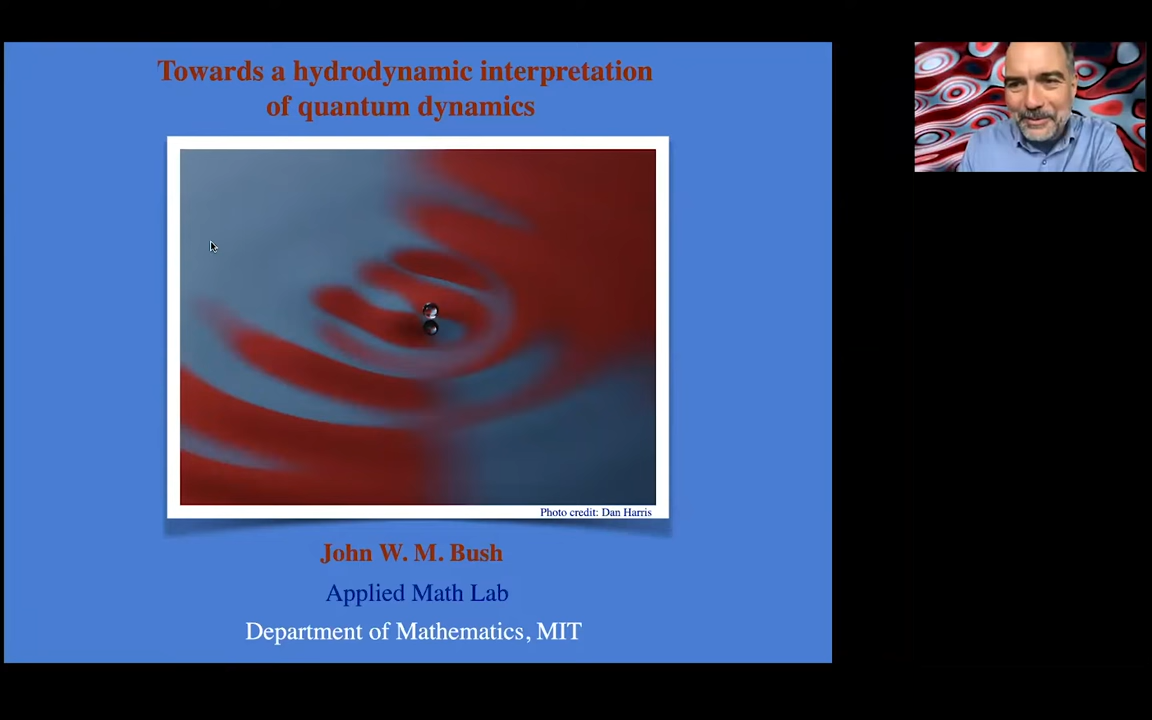 Towards a hydrodynamic interpretation
of quantum dynamics
Photo credit: Dan Harris
John W. M. Bush
Applied Math Lab
Department of Mathematics, MIT